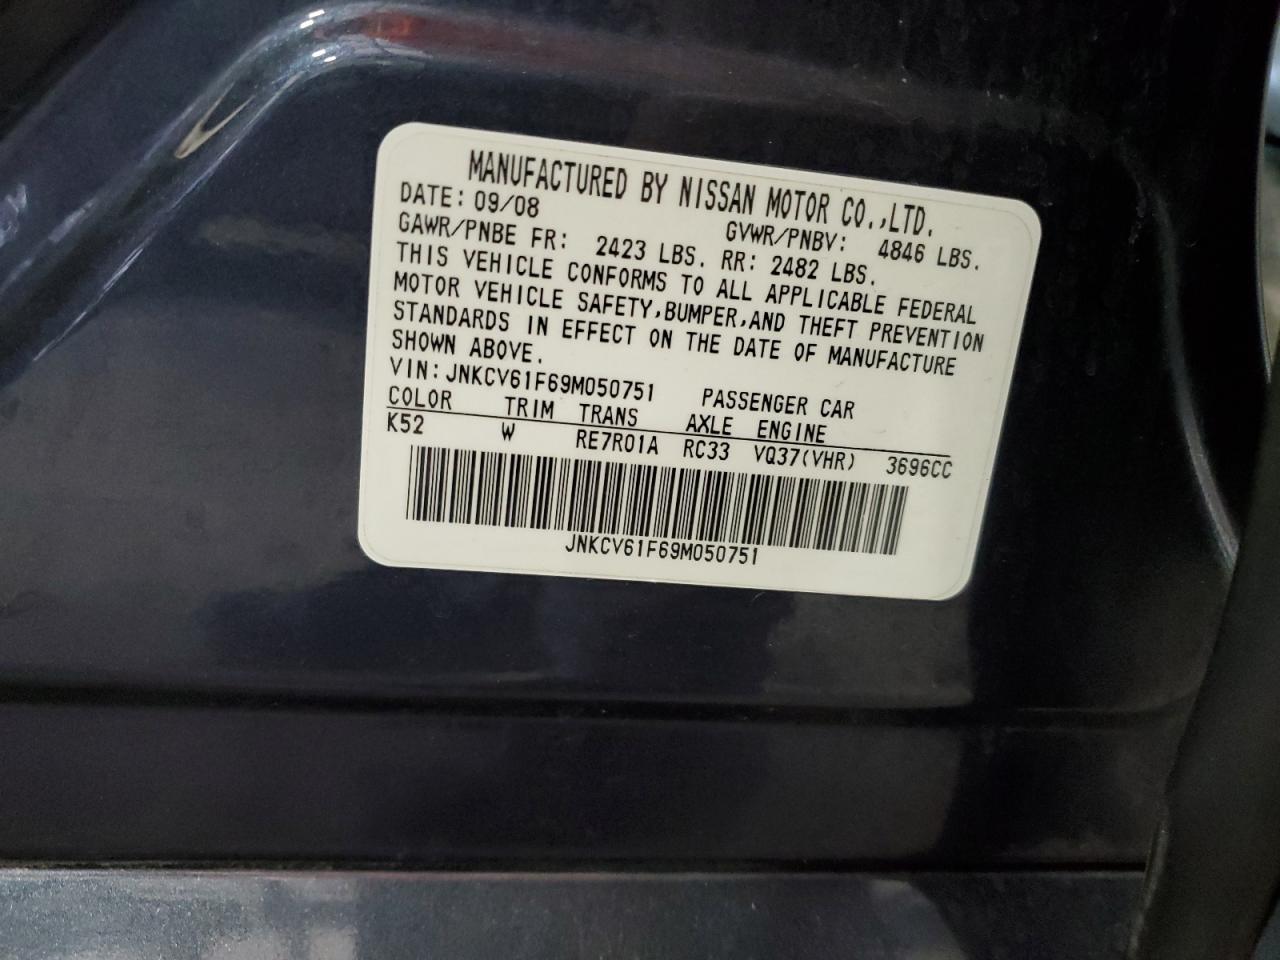 MANUFACTURED BY NISSAN MOTOR CO.,LTD.
DATE: 09/08 GVWR/PNBV: 4846 LBS.
GAWR/PNBE FR: 2423 LBS. RR: 2482 LBS.
THIS VEHICLE CONFORMS TO ALL APPLICABLE FEDERAL
MOTOR VEHICLE SAFETY,BUMPER,AND THEFT PREVENTION
STANDARDS IN EFFECT ON THE DATE OF MANUFACTURE
SHOWN ABOVE.
VIN: JNKCV61F69M050751 PASSENGER CAR
COLOR TRIM TRANS AXLE ENGINE
K52 W RE7R01A RC33 VQ37(VHR) 3696CC
JNKCV61F69M050751